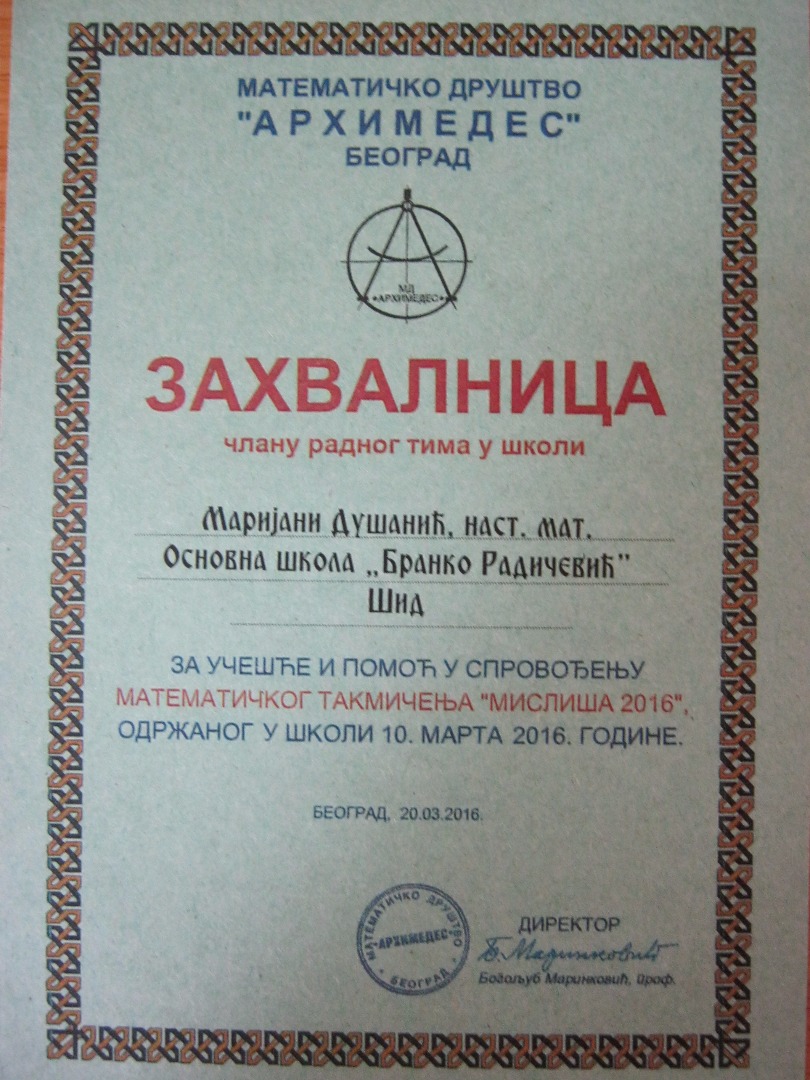 МАТЕМАТИЧКО ДРУШТВО
"АРХИМЕДЕС"
БЕОГРАД
МД
•АРХИМЕДЕС•
ЗАХВАЛНИЦА
члану радног тима у школи
Маријани Душанић, наст. мат.
Основна школа „Бранко Радичевић”
Шид
ЗА УЧЕШЋЕ И ПОМОЋ У СПРОВОЂЕЊУ
МАТЕМАТИЧКОГ ТАКМИЧЕЊА "МИСЛИША 2016",
ОДРЖАНОГ У ШКОЛИ 10. МАРТА 2016. ГОДИНЕ.
БЕОГРАД, 20.03.2016.
МАТЕМАТИЧКО ДРУШТВО
"АРХИМЕДЕС"
БЕОГРАД
ДИРЕКТОР
Б. Маринковић
Богољуб Маринковић, проф.